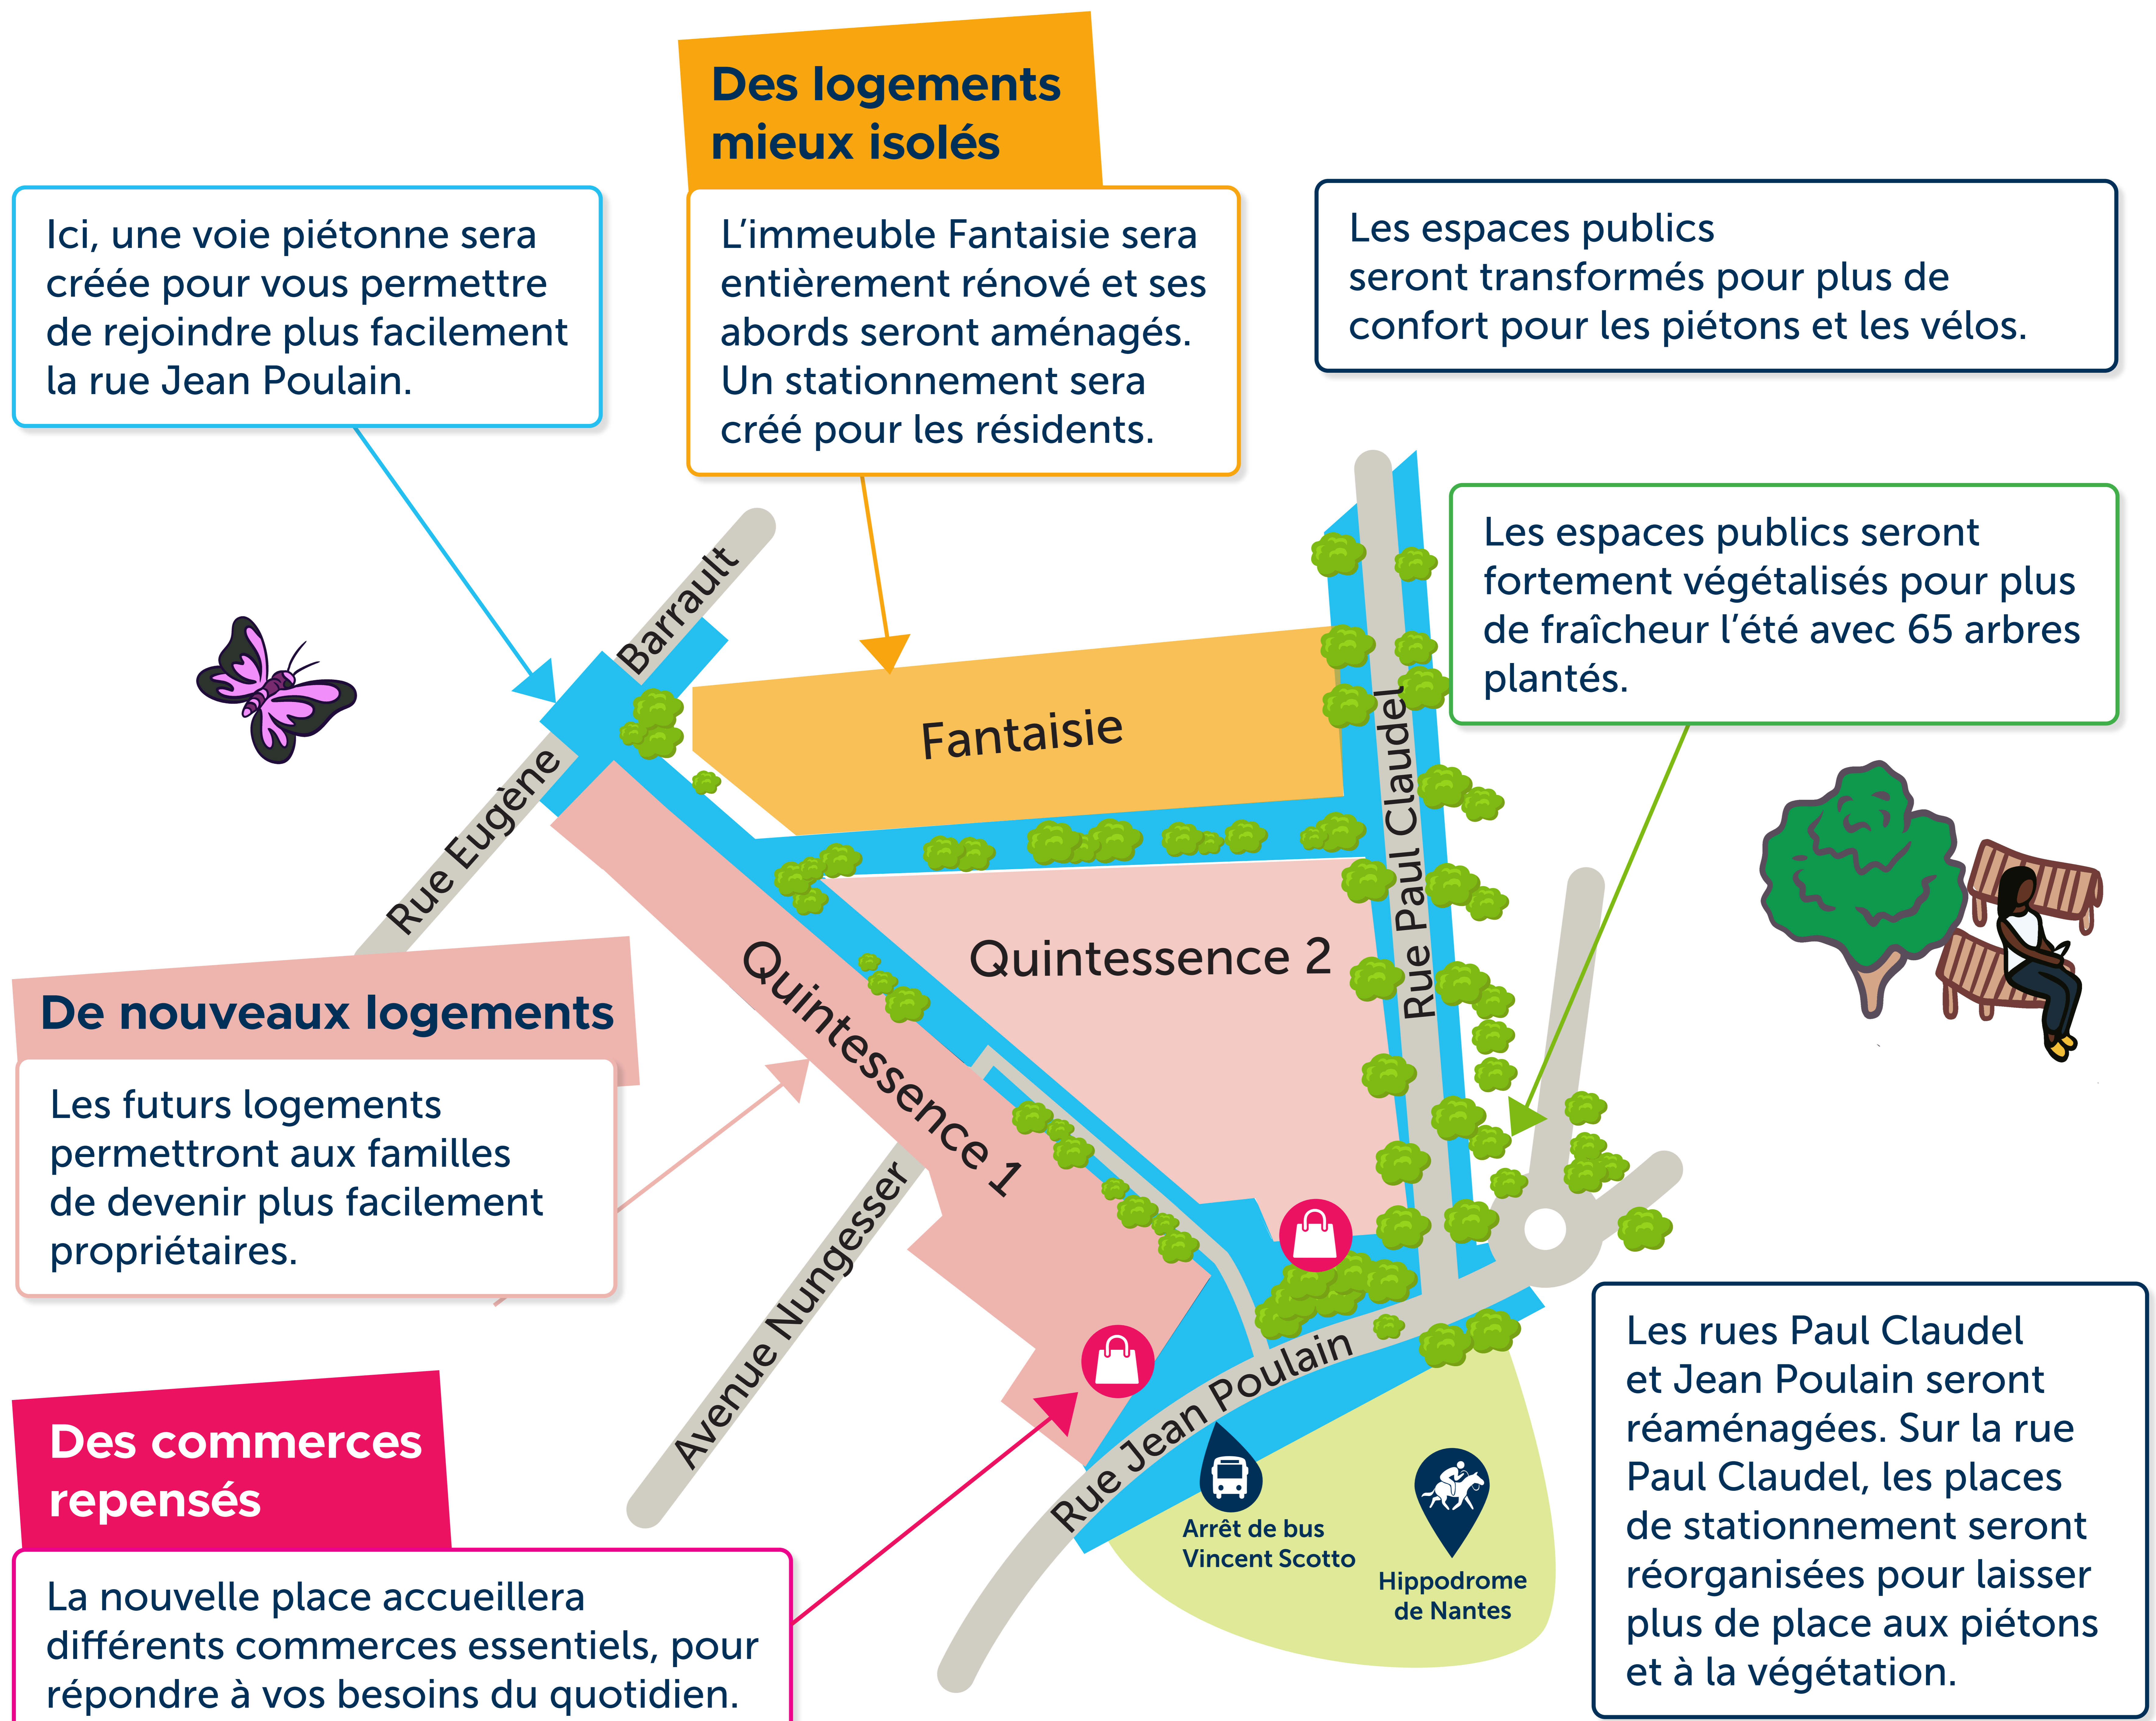 Des logements
mieux isolés
Ici, une voie piétonne sera
créée pour vous permettre
de rejoindre plus facilement
la rue Jean Poulain.
L’immeuble Fantaisie sera
entièrement rénové et ses
abords seront aménagés.
Un stationnement sera
créé pour les résidents.
Les espaces publics
seront transformés pour plus de
confort pour les piétons et les vélos.
Les espaces publics seront
fortement végétalisés pour plus
de fraîcheur l’été avec 65 arbres
plantés.
Rue Eugène Barrault
Fantaisie
Rue Paul Claudel
Quintessence 2
Quintessence 1
De nouveaux logements
Les futurs logements
permettront aux familles
de devenir plus facilement
propriétaires.
Avenue Nungesser
Rue Jean Poulain
Arrêt de bus
Vincent Scotto
Hippodrome
de Nantes
Des commerces
repensés
La nouvelle place accueillera
différents commerces essentiels, pour
répondre à vos besoins du quotidien.
Les rues Paul Claudel
et Jean Poulain seront
réaménagées. Sur la rue
Paul Claudel, les places
de stationnement seront
réorganisées pour laisser
plus de place aux piétons
et à la végétation.